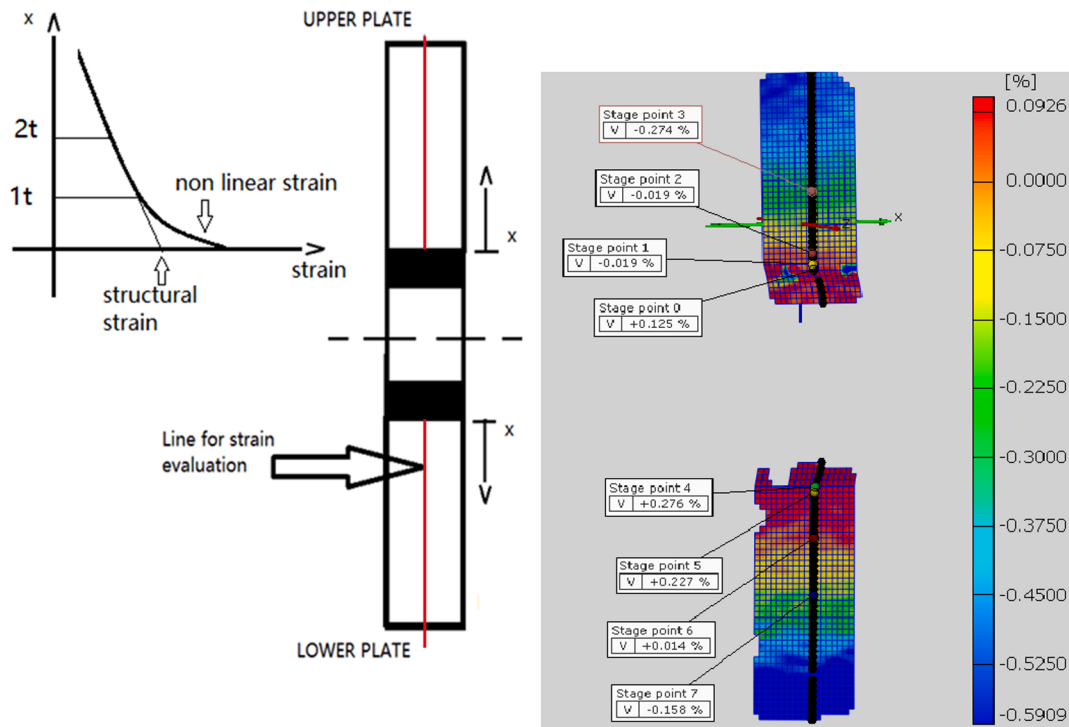 x
UPPER PLATE
2t
1t
non linear strain
strain
structural
strain
x
x
Line for strain
evaluation
LOWER PLATE
Stage point 3
V -0.274 %
Stage point 2
V -0.019 %
Stage point 1
V -0.019 %
Stage point 0
V +0.125 %
x
Z
Stage point 4
V +0.276 %
Stage point 5
V +0.227 %
Stage point 6
V +0.014 %
Stage point 7
V -0.158 %
[%]
0.0926
0.0000
-0.0750
-0.1500
-0.2250
-0.3000
-0.3750
-0.4500
-0.5250
-0.5909